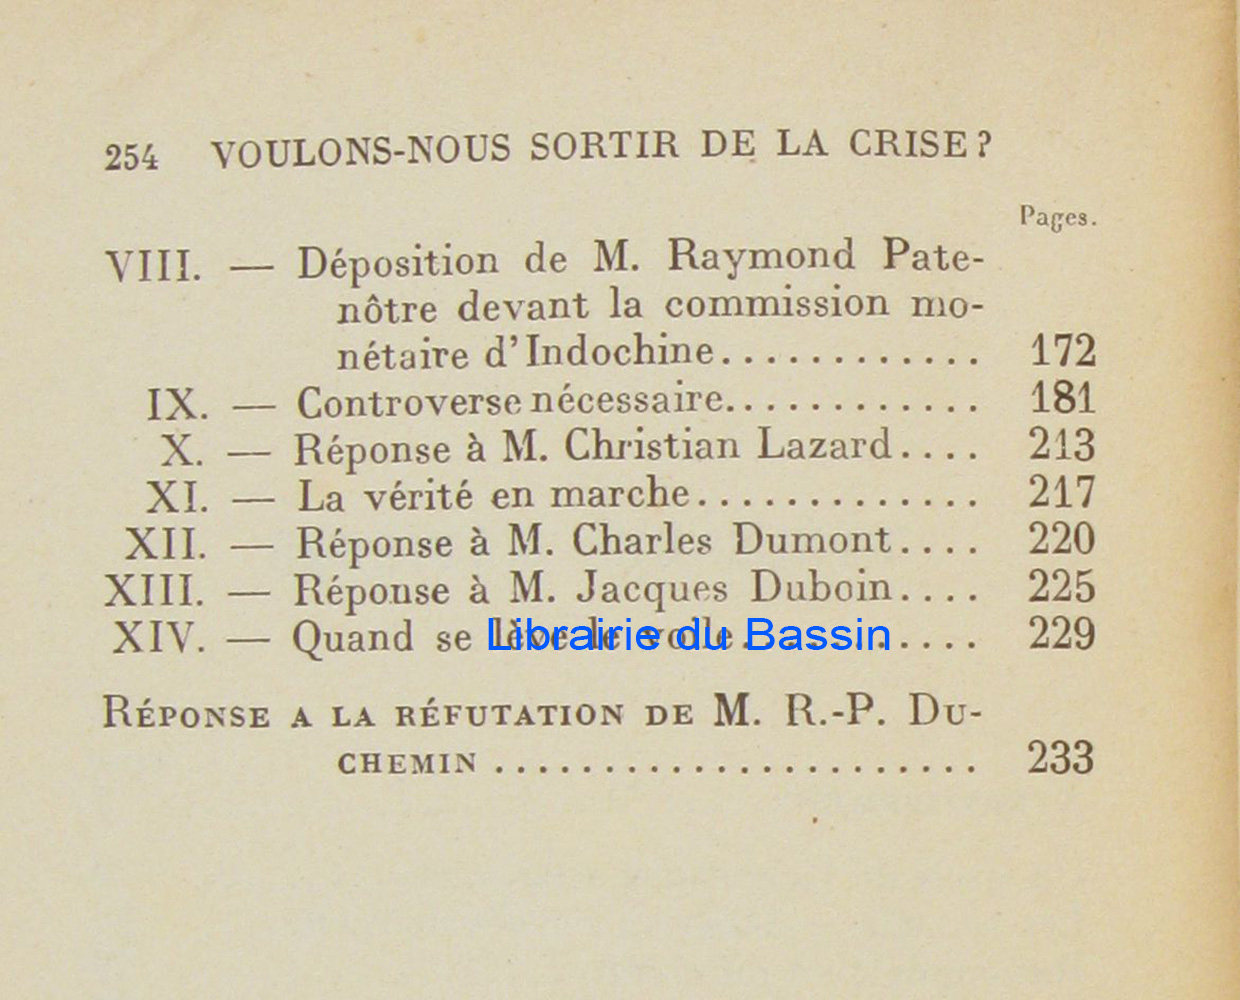 254 VOULONS-NOUS SORTIR DE LA CRISE ?
Pages.
VIII. — Déposition de M. Raymond Pate-
nôtre devant la commission mo-
nétaire d'Indochine............ 172
IX. — Controverse nécessaire............ 181
X. — Réponse à M. Christian Lazard.... 213
XI. — La vérité en marche............. 217
XII. — Réponse à M. Charles Dumont.... 220
XIII. — Réponse à M. Jacques Duboin.... 225
XIV. — Quand se lève le voile........... 229
Librairie du Bassin
RÉPONSE A LA RÉFUTATION DE M. R.-P. DU-
CHEMIN ...................... 233